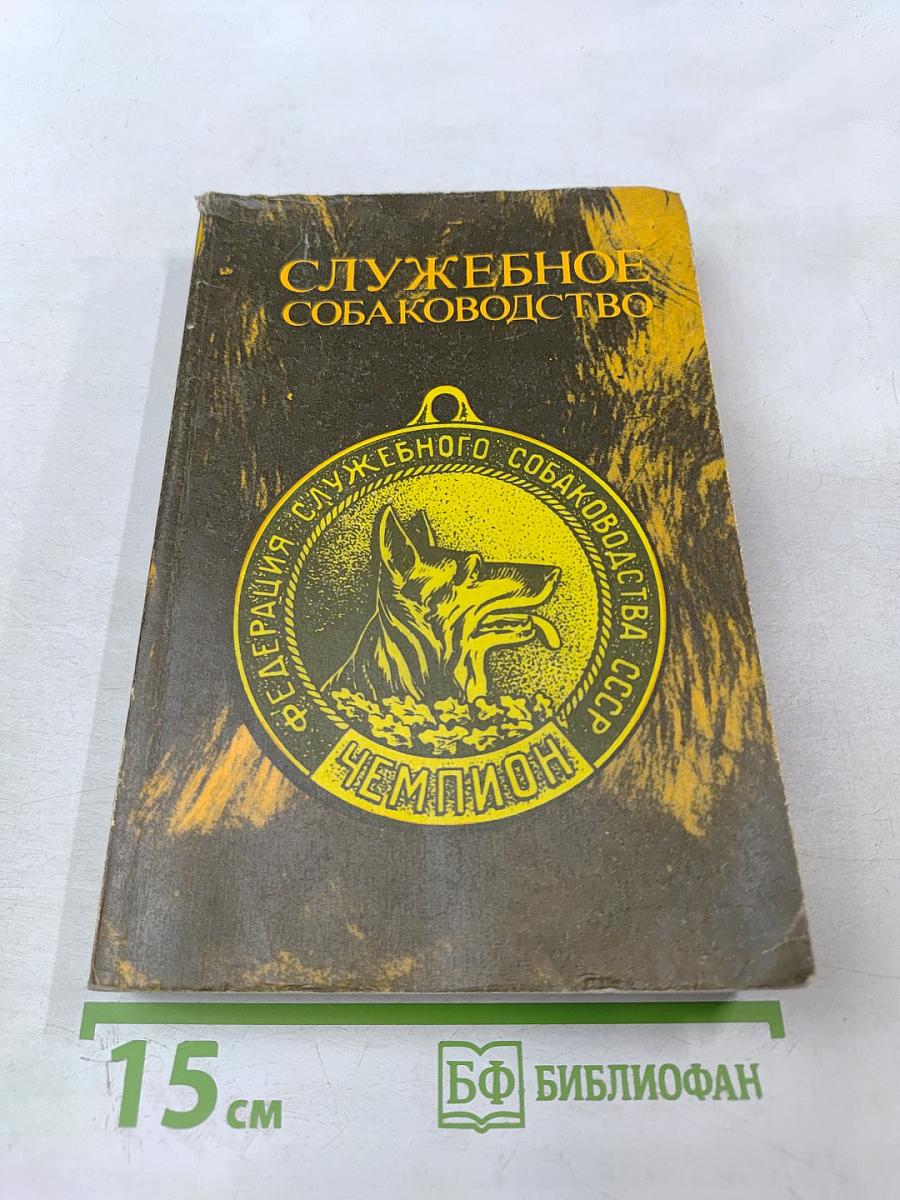 СЛУЖЕБНОЕ
СОБАКОВОДСТВО
ФЕДЕРАЦИЯ СЛУЖЕБНОГО СОБАКОВОДСТВА СССР
ЧЕМПИОН
15 см
БФ БИБЛИОФАН